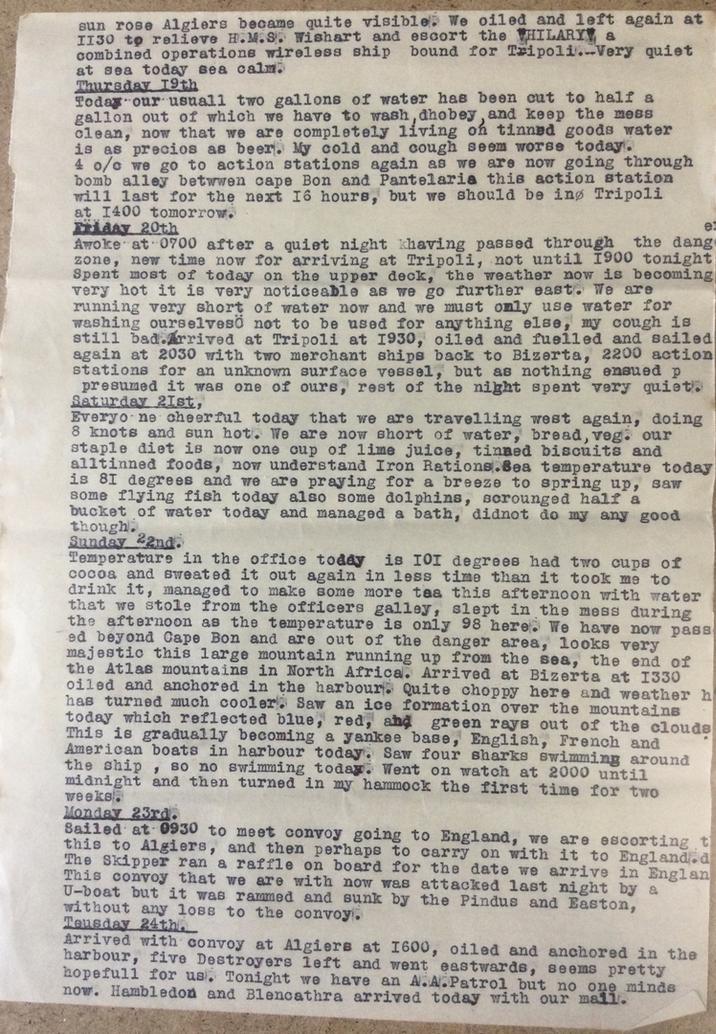 sun rose Algiers became quite visible. We oiled and left again at
II30 to relieve H.M.S. Wishart and escort the "HILARY" a
combined operations wireless ship bound for Tripoli.-Very quiet
at sea today sea calm.
Thursday I9th
Today our usuall two gallons of water has been cut to half a
gallon out of which we have to wash,dhobey,and keep the mess
clean, now that we are completely living on tinned goods water
is as precios as beer. My cold and cough seem worse today.
4 o/c we go to action stations again as we are now going through
bomb alley betwwen cape Bon and Pantelaria this action station
will last for the next I6 hours, but we should be in Tripoli
at I400 tomorrow.
Friday 20th
Awoke at 0700 after a quiet night having passed through the dange
zone, new time now for arriving at Tripoli, not until I900 tonight
Spent most of today on the upper deck, the weather now is becoming
very hot it is very noticeable as we go further east. We are
running very short of water now and we must only use water for
washing ourselves not to be used for anything else, my cough is
still bad.Arrived at Tripoli at I930, oiled and fuelled and sailed
again at 2030 with two merchant ships back to Bizerta, 2200 action
stations for an unknown surface vessel, but as nothing ensued p
presumed it was one of ours, rest of the night spent very quiet.
Saturday 2Ist,
Everyo ne cheerful today that we are travelling west again, doing
8 knots and sun hot. We are now short of water, bread,veg. our
staple diet is now one cup of lime juice, tinned biscuits and
alltinned foods, now understand Iron Rations.Sea temperature today
is 8I degrees and we are praying for a breeze to spring up, saw
some flying fish today also some dolphins, scrounged half a
bucket of water today and managed a bath, didnot do my any good
though.
Sunday 22nd.
Temperature in the office today is I0I degrees had two cups of
cocoa and sweated it out again in less time than it took me to
drink it, managed to make some more tea this afternoon with water
that we stole from the officers galley, slept in the mess during
the afternoon as the temperature is only 98 here. We have now pass
ed beyond Cape Bon and are out of the danger area, looks very
majestic this large mountain running up from the sea, the end of
the Atlas mountains in North Africa. Arrived at Bizerta at I330
oiled and anchored in the harbour. Quite choppy here and weather h
has turned much cooler. Saw an ice formation over the mountains
today which reflected blue, red, and green rays out of the clouds
This is gradually becoming a yankee base, English, French and
American boats in harbour today. Saw four sharks swimming around
the ship , so no swimming today. Went on watch at 2000 until
midnight and then turned in my hammock the first time for two
weeks.
Monday 23rd.
Sailed at 0930 to meet convoy going to England, we are escorting t
this to Algiers, and then perhaps to carry on with it to England.d
The Skipper ran a raffle on board for the date we arrive in Englan
This convoy that we are with now was attacked last night by a
U-boat but it was rammed and sunk by the Pindus and Easton,
without any loss to the convoy.
Teusday 24th.
Arrived with convoy at Algiers at I600, oiled and anchored in the
harbour, five Destroyers left and went eastwards, seems pretty
hopefull for us. Tonight we have an A.A.Patrol but no one minds
now. Hambledon and Blencathra arrived today with our mail.